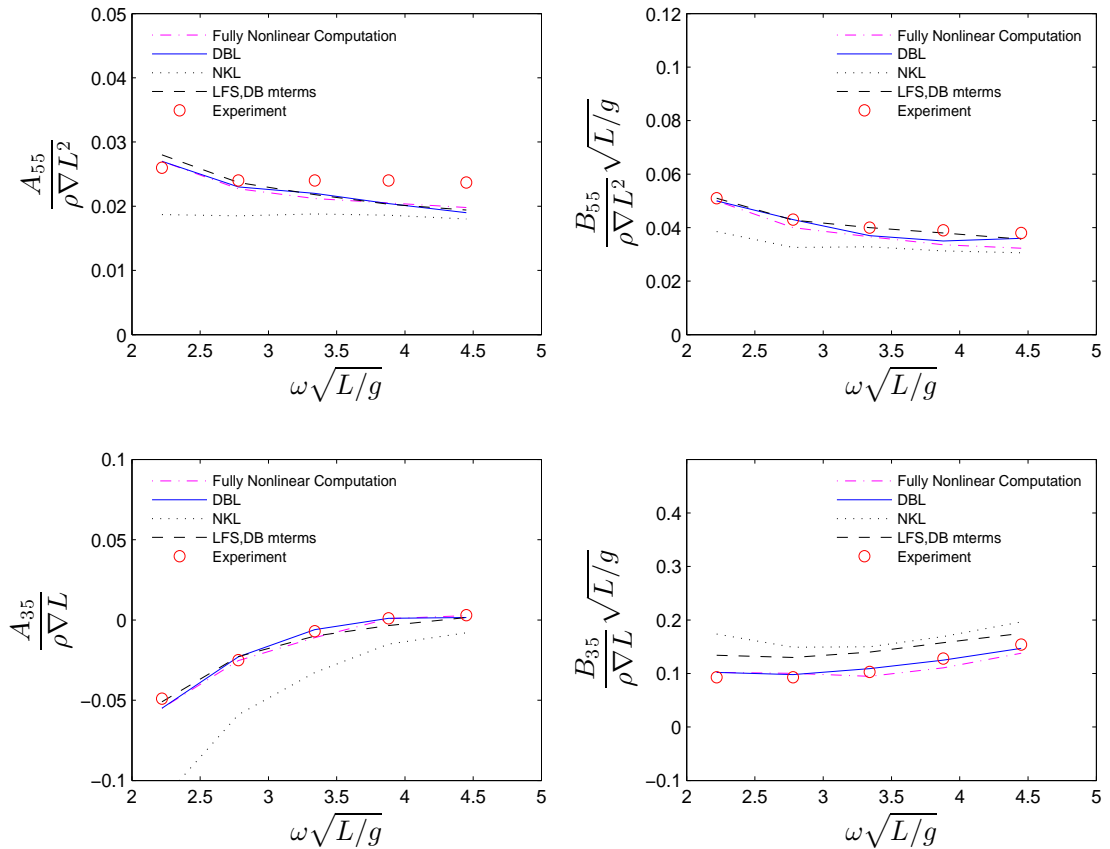 0.05
0.04
0.03
0.02
0.01
0
2
2.5
3
3.5
4
4.5
5
A₅₅/ρ∇L²
ω√L/g
Fully Nonlinear Computation
DBL
NKL
LFS,DB mterms
Experiment
0.12
0.1
0.08
0.06
0.04
0.02
0
2
2.5
3
3.5
4
4.5
5
B₅₅/ρ∇L² √L/g
ω√L/g
Fully Nonlinear Computation
DBL
NKL
LFS,DB mterms
Experiment
0.1
0.05
0
−0.05
−0.1
2
2.5
3
3.5
4
4.5
5
A₃₅/ρ∇L
ω√L/g
Fully Nonlinear Computation
DBL
NKL
LFS,DB mterms
Experiment
0.4
0.3
0.2
0.1
0
−0.1
2
2.5
3
3.5
4
4.5
5
B₃₅/ρ∇L √L/g
ω√L/g
Fully Nonlinear Computation
DBL
NKL
LFS,DB mterms
Experiment